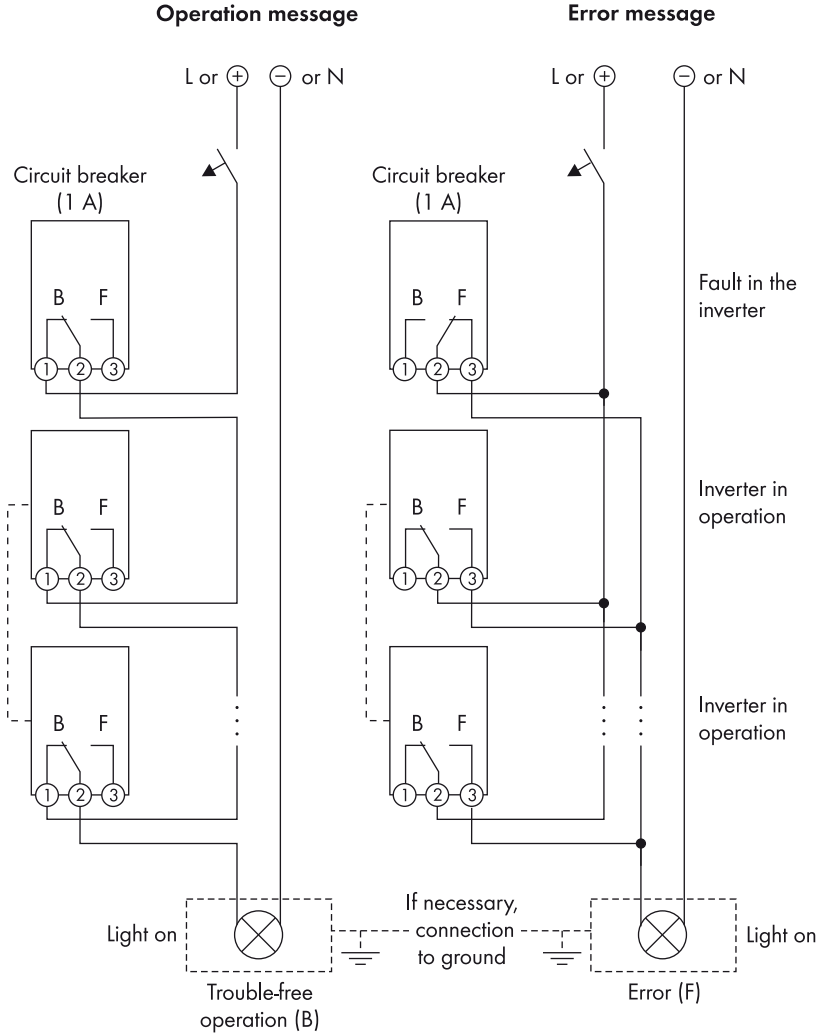 Operation message
Error message
L or + − or N
L or + − or N
Circuit breaker
(1 A)
Circuit breaker
(1 A)
B F
1 2 3
B F
1 2 3
Fault in the
inverter
B F
1 2 3
B F
1 2 3
Inverter in
operation
B F
1 2 3
B F
1 2 3
Inverter in
operation
Light on
If necessary,
connection
to ground
Light on
Trouble-free
operation (B)
Error (F)